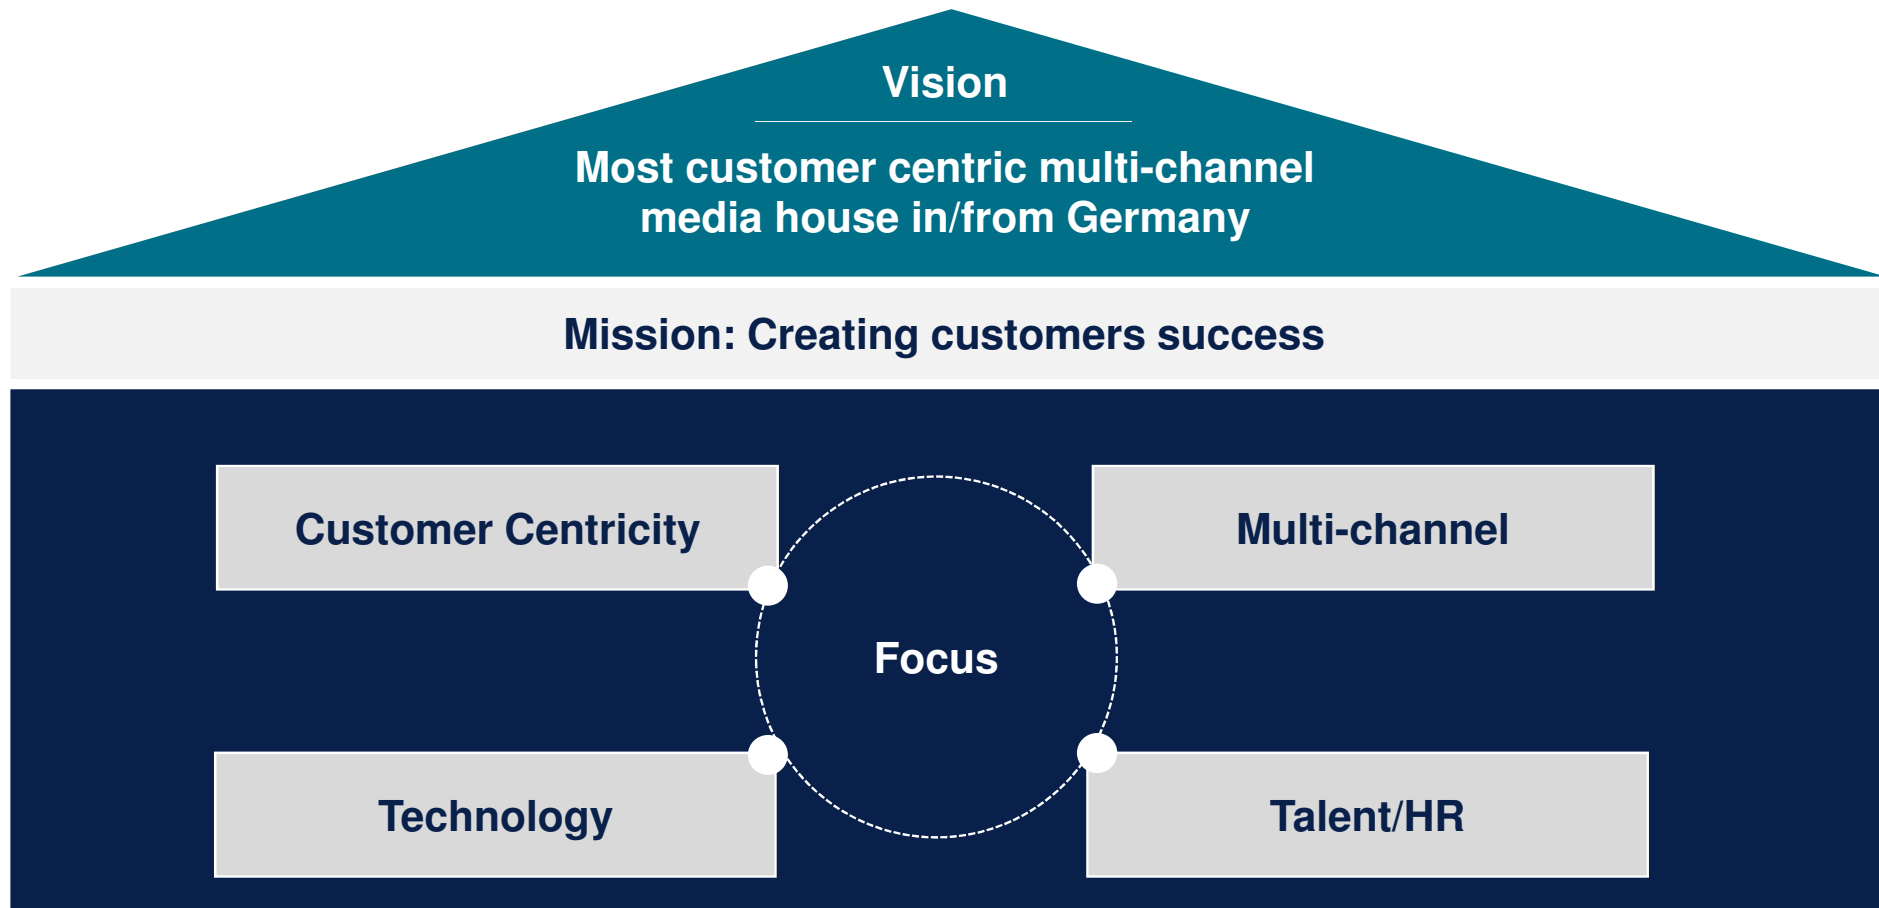 Vision
Most customer centric multi-channel
media house in/from Germany
Mission: Creating customers success
Customer Centricity
Multi-channel
Focus
Technology
Talent/HR